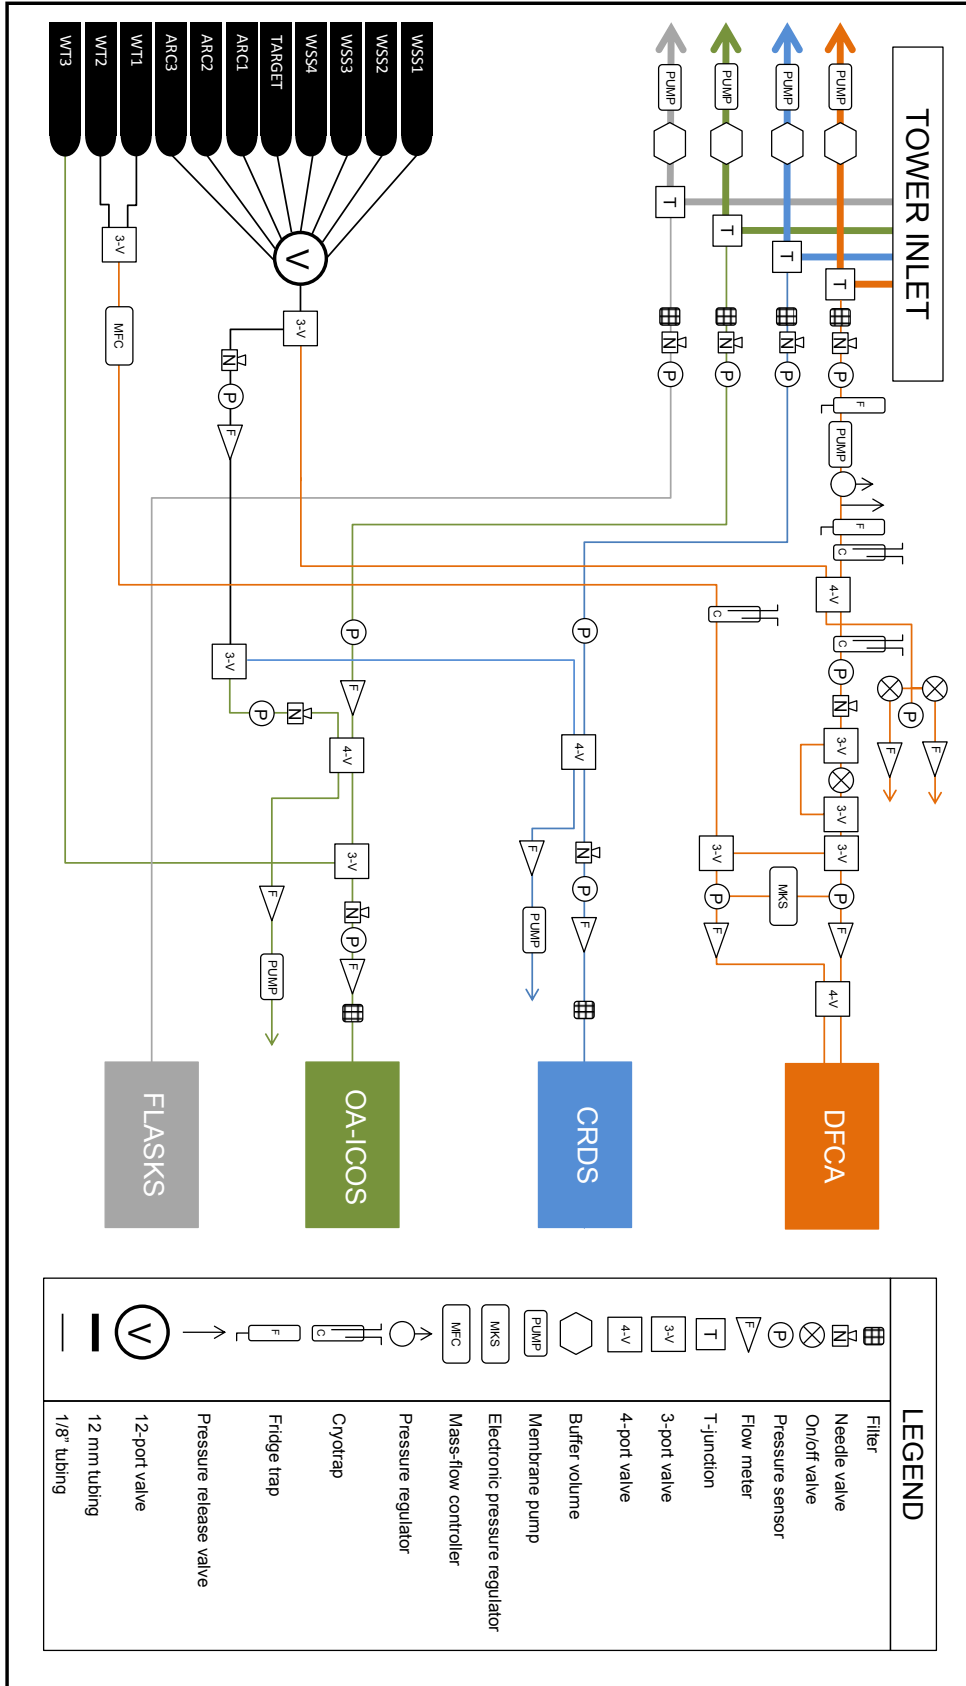 TOWER INLET
PUMP
PUMP
PUMP
PUMP
T
T
T
T
N
N
N
N
P
P
P
P
F
PUMP
F
C
4-V
C
P
N
P
F
F
3-V
3-V
3-V
P
F
MKS
C
3-V
P
F
4-V
DFCA
P
4-V
N
P
F
F
PUMP
CRDS
P
F
4-V
3-V
N
P
F
F
PUMP
OA-ICOS
FLASKS
WSS1
WSS2
WSS3
WSS4
TARGET
ARC1
ARC2
ARC3
WT1
WT2
WT3
V
3-V
N
P
F
3-V
P
N
3-V
MFC
LEGEND
Filter
N Needle valve
On/off valve
P Pressure sensor
F Flow meter
T T-junction
3-V 3-port valve
4-V 4-port valve
Buffer volume
PUMP Membrane pump
MKS Electronic pressure regulator
MFC Mass-flow controller
Pressure regulator
C Cryotrap
F Fridge trap
Pressure release valve
V 12-port valve
12 mm tubing
1/8" tubing